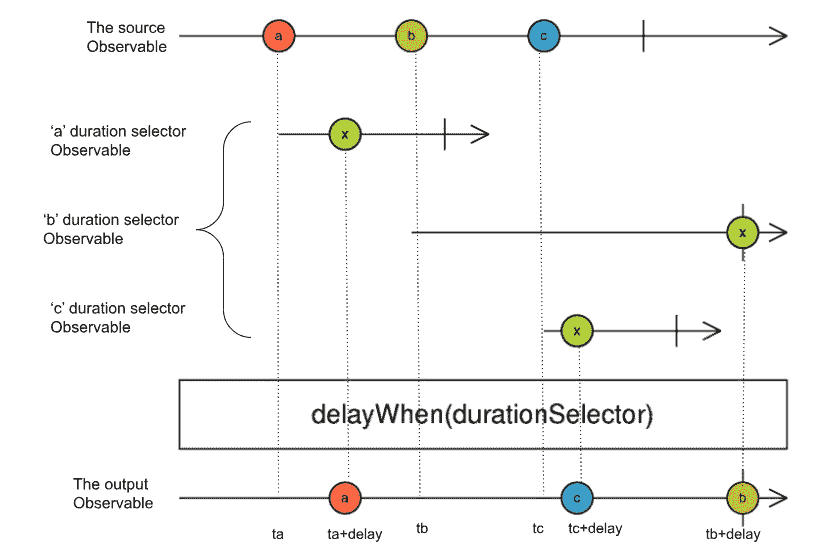 The source
Observable
a
b
c
‘a’ duration selector
Observable
x
‘b’ duration selector
Observable
x
‘c’ duration selector
Observable
x
delayWhen(durationSelector)
The output
Observable
a
c
b
ta
ta+delay
tb
tc
tc+delay
tb+delay